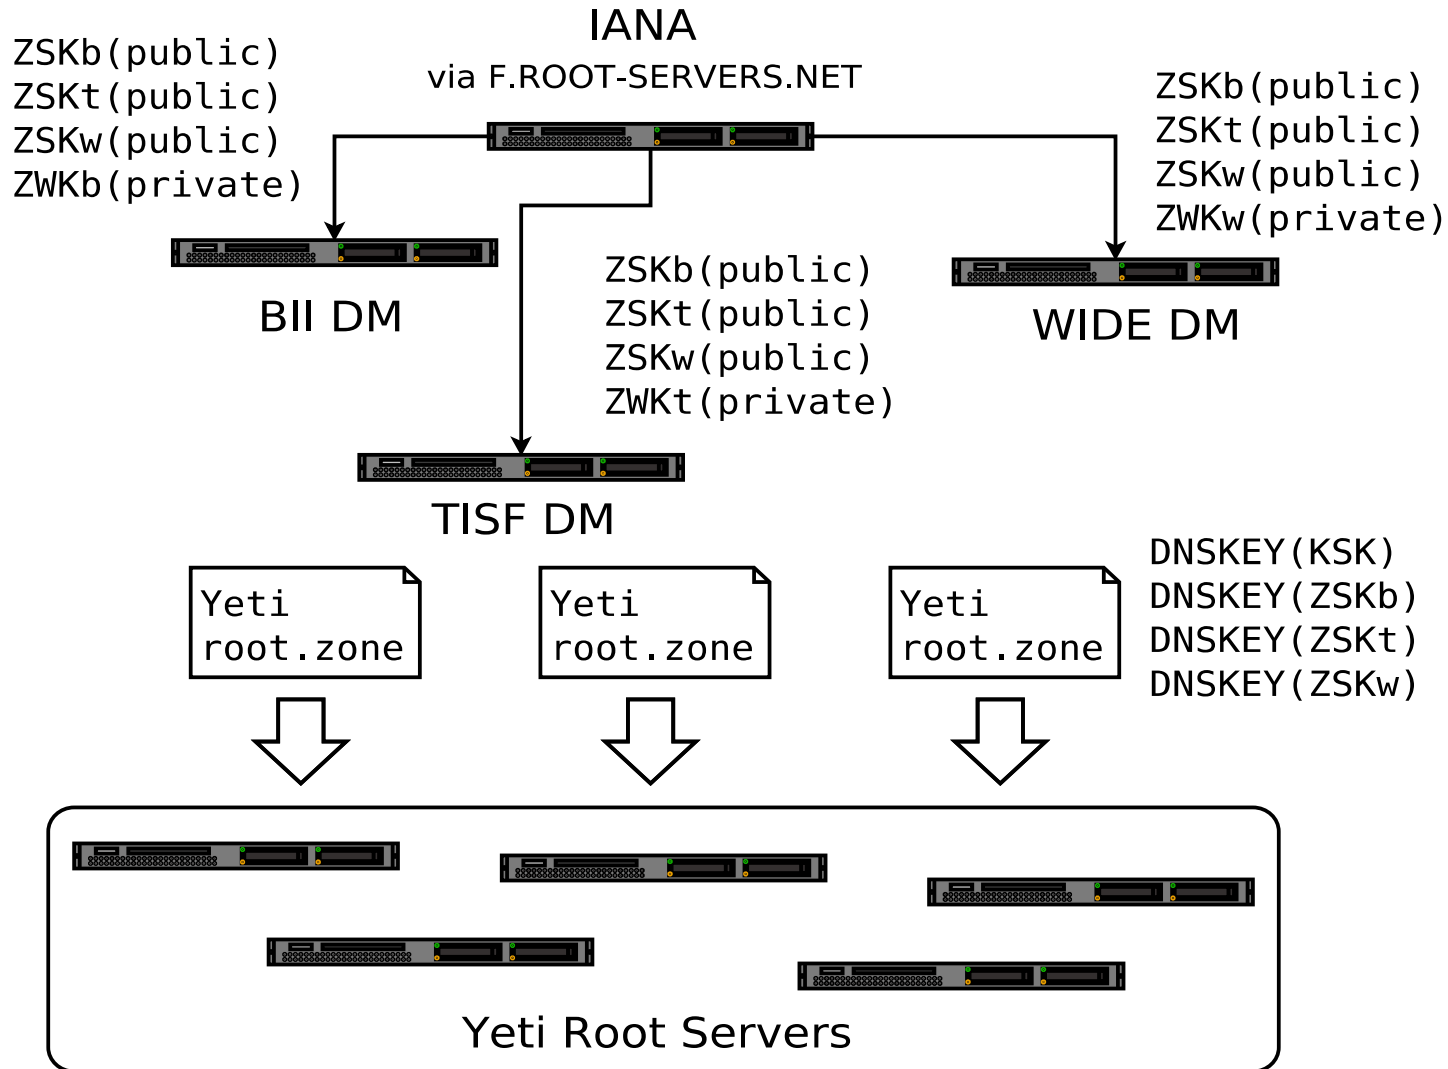 IANA
via F.ROOT-SERVERS.NET
ZSKb(public)
ZSKt(public)
ZSKw(public)
ZWKb(private)
ZSKb(public)
ZSKt(public)
ZSKw(public)
ZWKw(private)
BII DM
ZSKb(public)
ZSKt(public)
ZSKw(public)
ZWKt(private)
WIDE DM
TISF DM
Yeti
root.zone
Yeti
root.zone
Yeti
root.zone
DNSKEY(KSK)
DNSKEY(ZSKb)
DNSKEY(ZSKt)
DNSKEY(ZSKw)
Yeti Root Servers